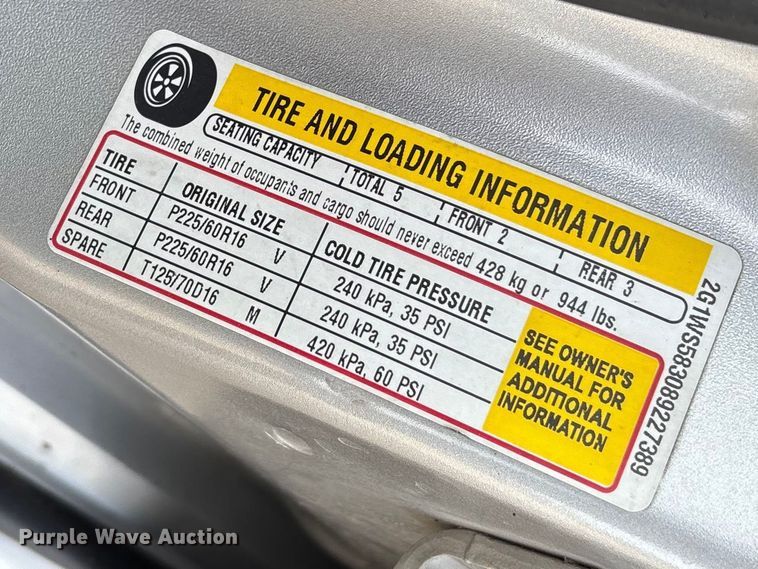 TIRE AND LOADING INFORMATION
SEATING CAPACITY TOTAL 5 FRONT 2 REAR 3
The combined weight of occupants and cargo should never exceed 428 kg or 944 lbs.
TIRE ORIGINAL SIZE COLD TIRE PRESSURE
FRONT P225/60R16 V 240 kPa, 35 PSI
REAR P225/60R16 V 240 kPa, 35 PSI
SPARE T125/70D16 M 420 kPa, 60 PSI
SEE OWNER'S
MANUAL FOR
ADDITIONAL
INFORMATION
2G1WS583089227389
Purple Wave Auction